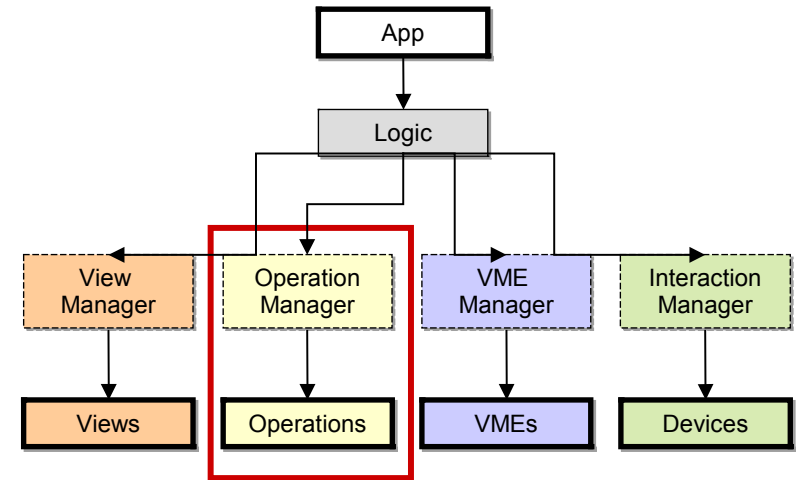 App
Logic
View
Manager
Operation
Manager
VME
Manager
Interaction
Manager
Views
Operations
VMEs
Devices